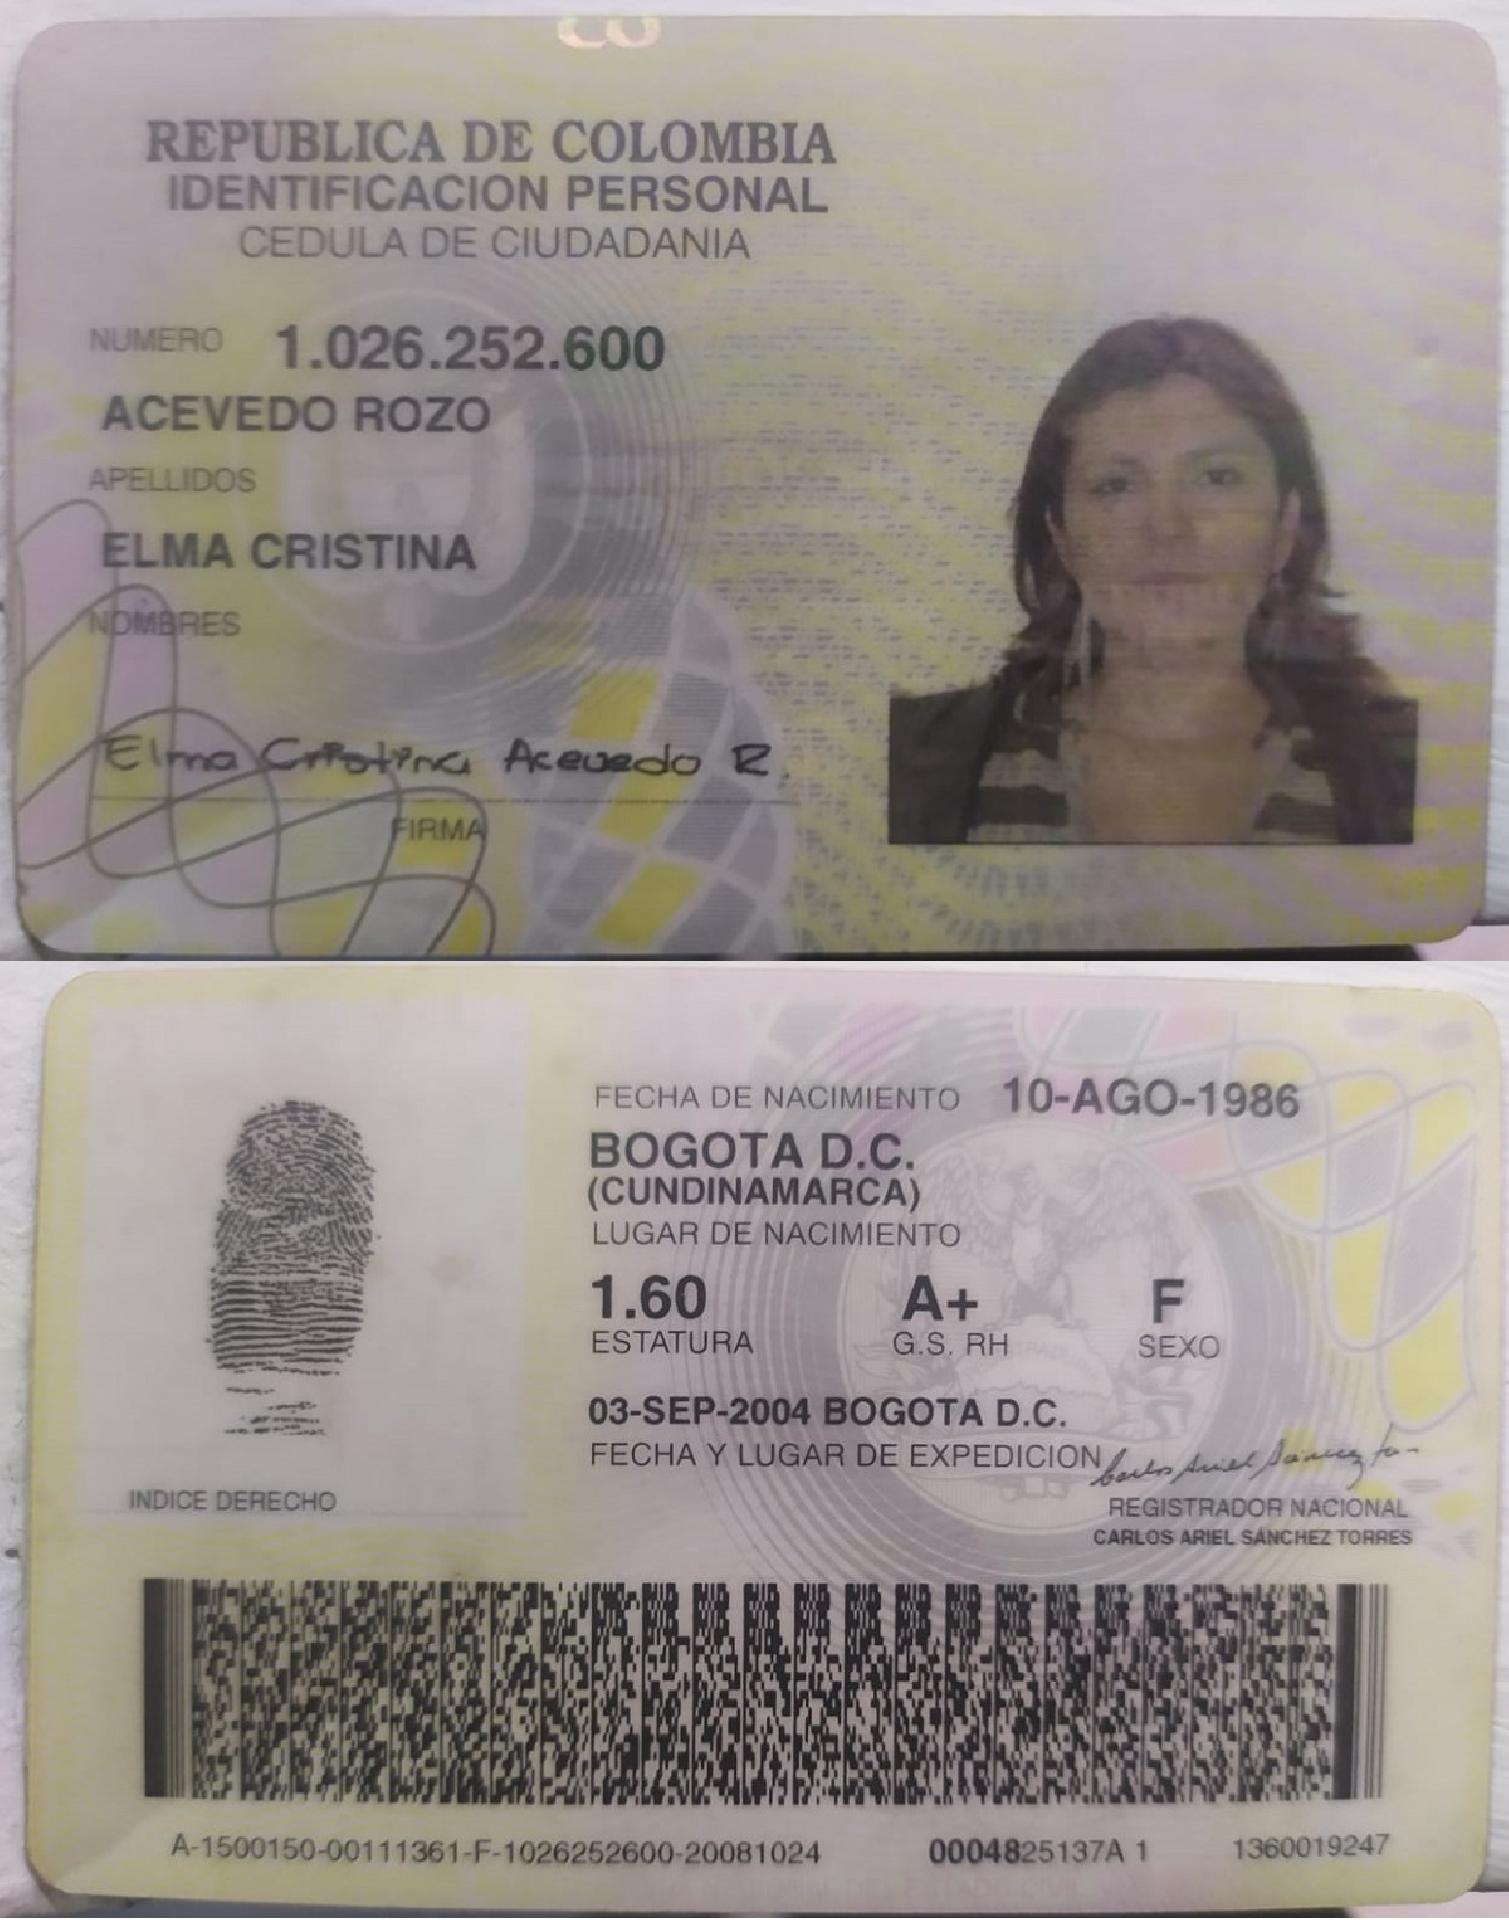 REPUBLICA DE COLOMBIA
IDENTIFICACION PERSONAL
CEDULA DE CIUDADANIA
NUMERO 1.026.252.600
ACEVEDO ROZO
APELLIDOS
ELMA CRISTINA
NOMBRES
Elma Cristina Acevedo R
FIRMA
FECHA DE NACIMIENTO 10-AGO-1986
BOGOTA D.C.
(CUNDINAMARCA)
LUGAR DE NACIMIENTO
1.60 A+ F
ESTATURA G.S. RH SEXO
03-SEP-2004 BOGOTA D.C.
FECHA Y LUGAR DE EXPEDICION
Carlos Ariel Sánchez
INDICE DERECHO
REGISTRADOR NACIONAL
CARLOS ARIEL SÁNCHEZ TORRES
A-1500150-00111361-F-1026252600-20081024 0004825137A 1 1360019247